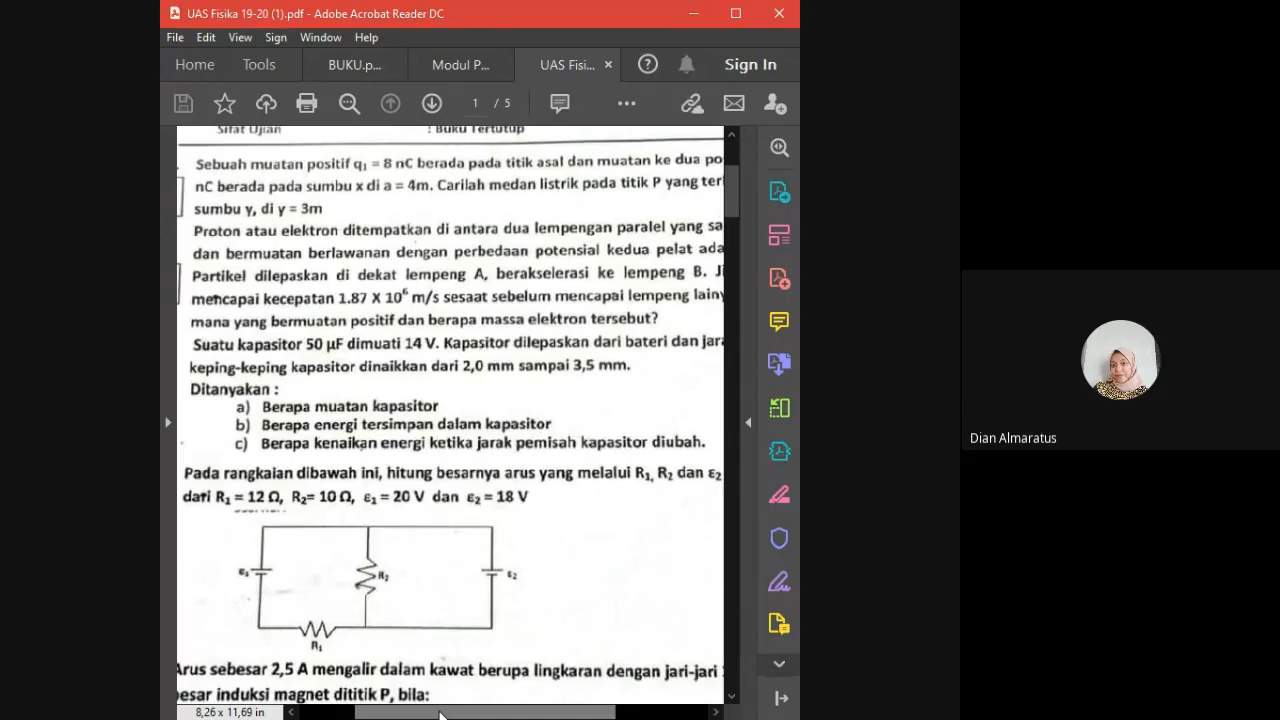 UAS Fisika 19-20 (1).pdf - Adobe Acrobat Reader DC
File Edit View Sign Window Help
Home Tools BUKU.p... Modul P... UAS Fisi... × Sign In
1 / 5
Sifat Ujian : Buku Tertutup
Sebuah muatan positif q₁ = 8 nC berada pada titik asal dan muatan ke dua po
nC berada pada sumbu x di a = 4m. Carilah medan listrik pada titik P yang ter
sumbu y, di y = 3m
Proton atau elektron ditempatkan di antara dua lempengan paralel yang sa
dan bermuatan berlawanan dengan perbedaan potensial kedua pelat ada
Partikel dilepaskan di dekat lempeng A, berakselerasi ke lempeng B. Ji
mencapai kecepatan 1.87 X 10⁶ m/s sesaat sebelum mencapai lempeng lainy
mana yang bermuatan positif dan berapa massa elektron tersebut?
Suatu kapasitor 50 µF dimuati 14 V. Kapasitor dilepaskan dari bateri dan jara
keping-keping kapasitor dinaikkan dari 2,0 mm sampai 3,5 mm.
Ditanyakan :
a) Berapa muatan kapasitor
b) Berapa energi tersimpan dalam kapasitor
c) Berapa kenaikan energi ketika jarak pemisah kapasitor diubah.
Pada rangkaian dibawah ini, hitung besarnya arus yang melalui R₁, R₂ dan ε₂
dari R₁ = 12 Ω, R₂= 10 Ω, ε₁ = 20 V dan ε₂ = 18 V
ε₁ R₂ ε₂
R₁
Arus sebesar 2,5 A mengalir dalam kawat berupa lingkaran dengan jari-jari
besar induksi magnet dititik P, bila:
8,26 x 11,69 in
Dian Almaratus